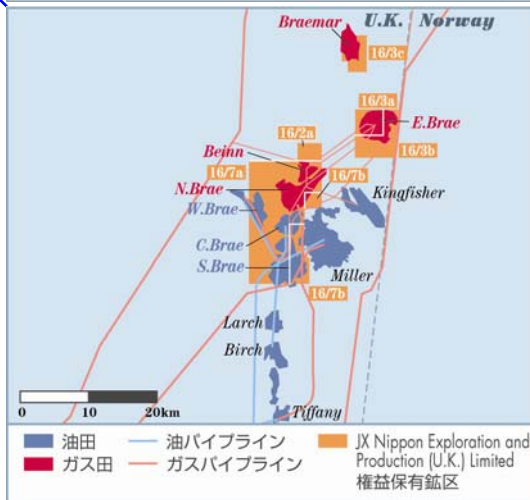 Braemar
U.K. Norway
16/3c
16/3a
E.Brae
16/2a
Beinn
16/3b
16/7a
16/7b
N.Brae
Kingfisher
W.Brae
C.Brae
S.Brae
Miller
16/7b
Larch
Birch
Tiffany
0 10 20km
油田 油パイプライン JX Nippon Exploration and
ガス田 ガスパイプライン Production (U.K.) Limited
権益保有鉱区